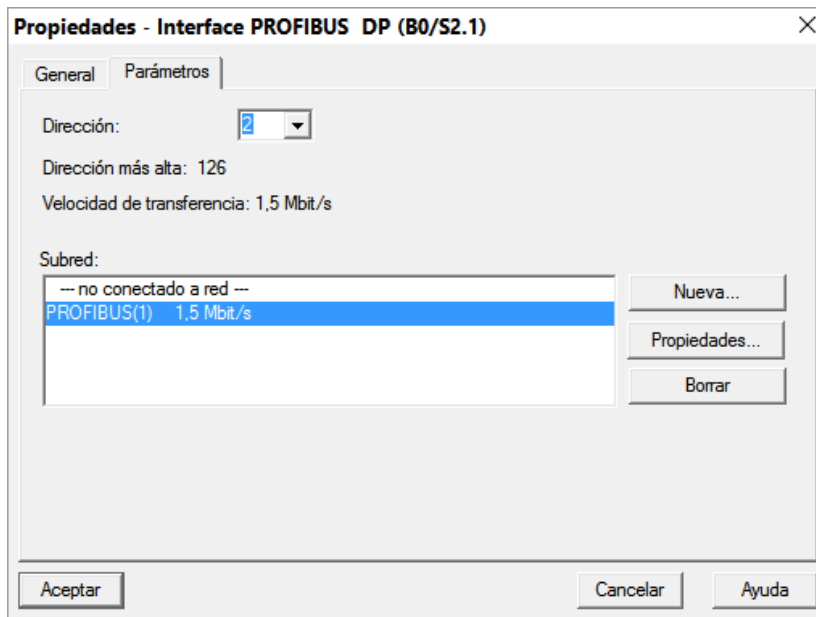 Propiedades - Interface PROFIBUS  DP (B0/S2.1)
General
Parámetros
Dirección:
2
Dirección más alta: 126
Velocidad de transferencia: 1,5 Mbit/s
Subred:
--- no conectado a red ---
PROFIBUS(1) 1,5 Mbit/s
Nueva...
Propiedades...
Borrar
Aceptar
Cancelar
Ayuda